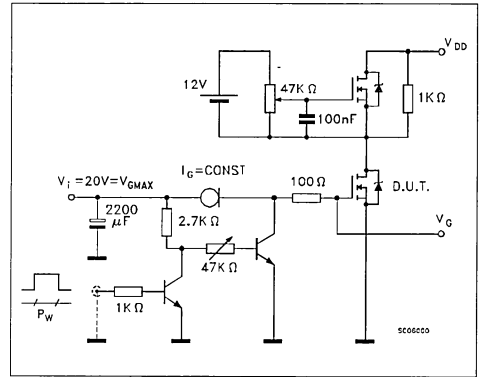 V_DD
12V
47KΩ
100nF
1KΩ
V_i =20V=V_GMAX
I_G=CONST
100Ω
D.U.T.
2200
μF
2.7KΩ
V_G
47KΩ
1KΩ
P_W
SC06000